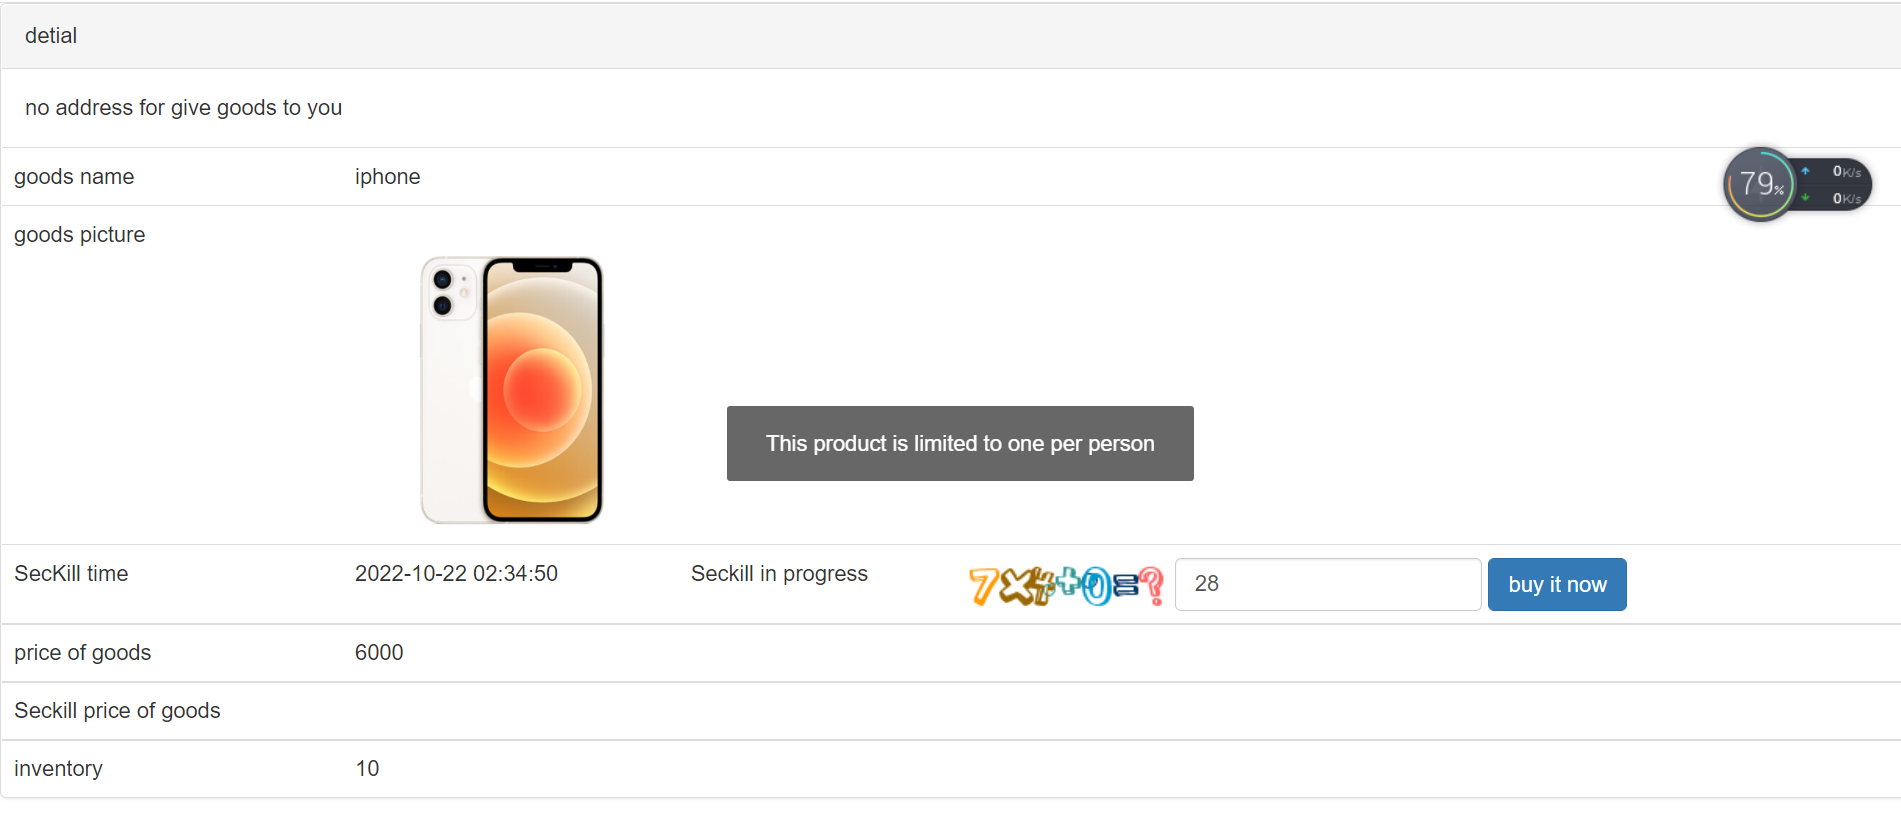 detial
no address for give goods to you
goods name iphone
79% 0K/s
0K/s
goods picture
This product is limited to one per person
SecKill time 2022-10-22 02:34:50 Seckill in progress 7×4+0=? 28 buy it now
price of goods 6000
Seckill price of goods
inventory 10